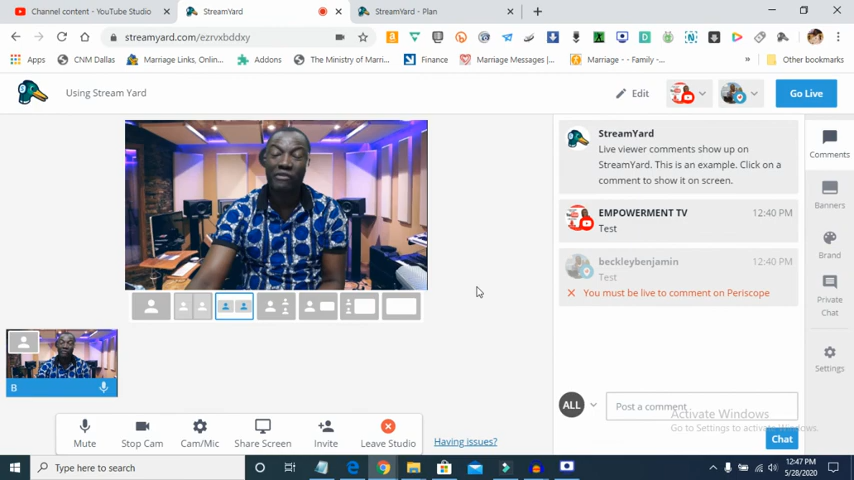 Channel content - YouTube Studio
StreamYard
StreamYard - Plan
streamyard.com/ezrvxbddxy
Apps
CNM Dallas
Marriage Links, Onlin...
Addons
The Ministry of Marri...
Finance
Marriage Messages |...
Marriage - - Family -...
Other bookmarks
Using Stream Yard
Edit
Go Live
StreamYard
Live viewer comments show up on
StreamYard. This is an example. Click on a
comment to show it on screen.
EMPOWERMENT TV
12:40 PM
Test
beckleybenjamin
12:40 PM
Test
You must be live to comment on Periscope
Comments
Banners
Brand
Private
Chat
Settings
B
Mute
Stop Cam
Cam/Mic
Share Screen
Invite
Leave Studio
Having issues?
ALL
Post a comment
Activate Windows
Go to Settings to activate Windows.
Chat
Type here to search
12:47 PM
5/28/2020